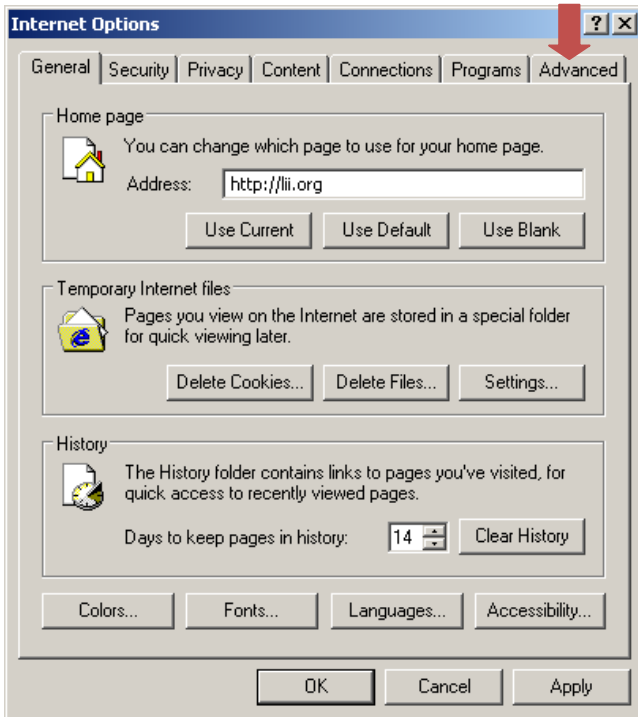 Internet Options
General Security Privacy Content Connections Programs Advanced
Home page
You can change which page to use for your home page.
Address: http://lii.org
Use Current Use Default Use Blank
Temporary Internet files
Pages you view on the Internet are stored in a special folder
for quick viewing later.
Delete Cookies... Delete Files... Settings...
History
The History folder contains links to pages you've visited, for
quick access to recently viewed pages.
Days to keep pages in history: 14 Clear History
Colors... Fonts... Languages... Accessibility...
OK Cancel Apply